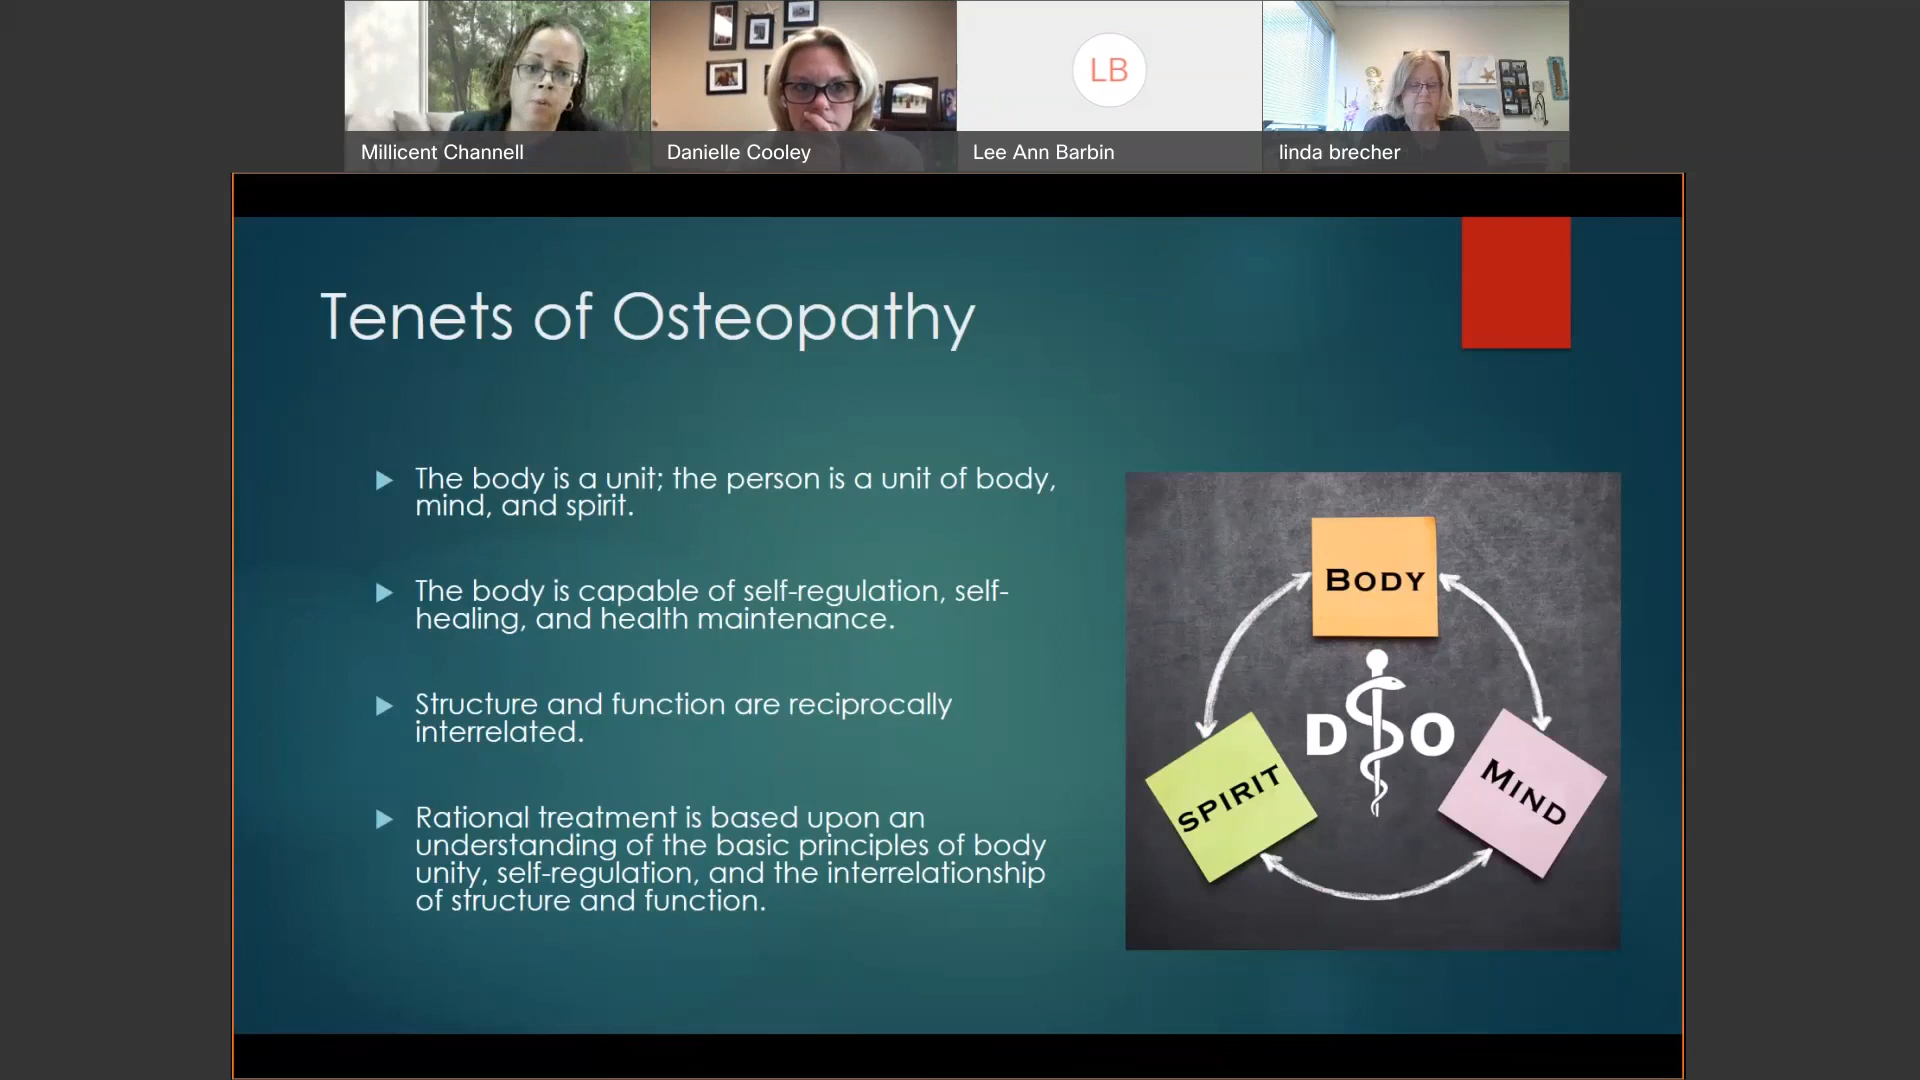 Millicent Channell
Danielle Cooley
LB
Lee Ann Barbin
linda brecher
Tenets of Osteopathy
The body is a unit; the person is a unit of body,
mind, and spirit.
The body is capable of self-regulation, self-
healing, and health maintenance.
Structure and function are reciprocally
interrelated.
Rational treatment is based upon an
understanding of the basic principles of body
unity, self-regulation, and the interrelationship
of structure and function.
BODY
D O
SPIRIT
MIND